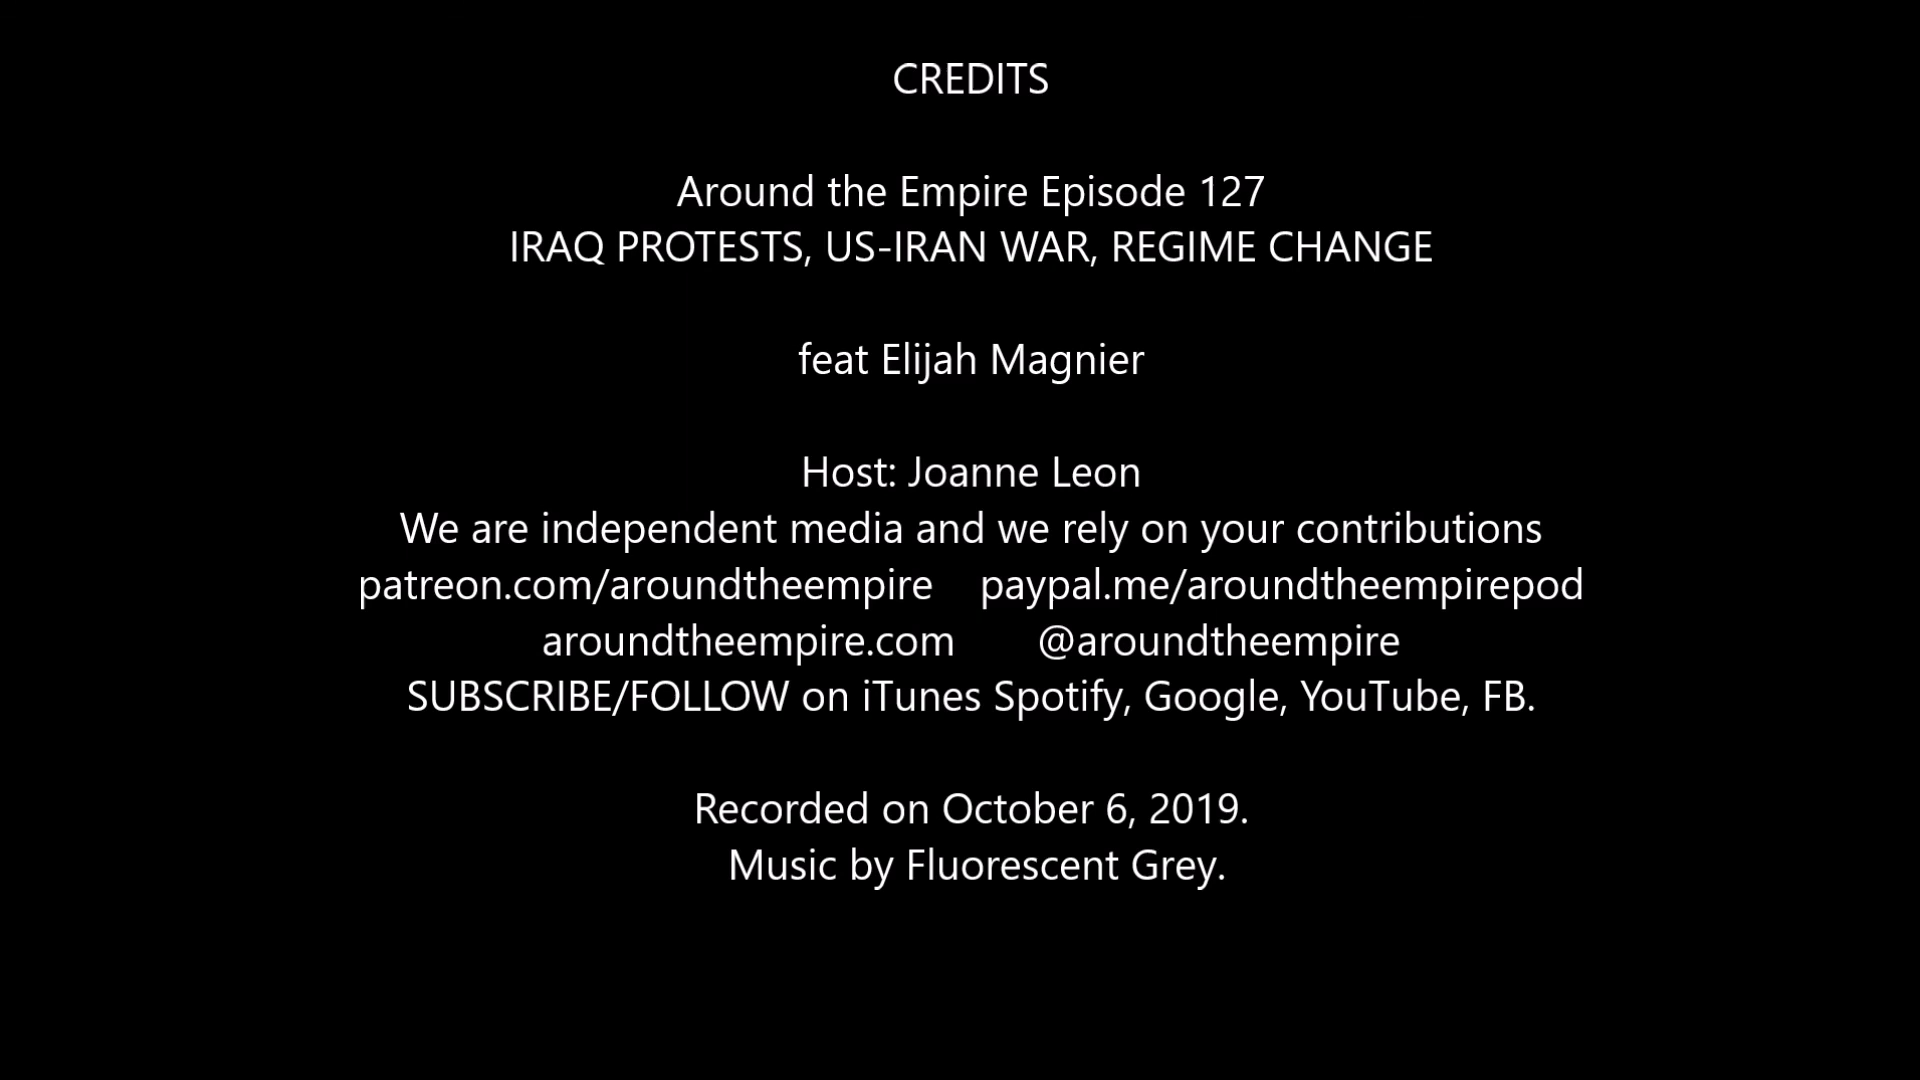 CREDITS
Around the Empire Episode 127
IRAQ PROTESTS, US-IRAN WAR, REGIME CHANGE
feat Elijah Magnier
Host: Joanne Leon
We are independent media and we rely on your contributions
patreon.com/aroundtheempire paypal.me/aroundtheempirepod
aroundtheempire.com @aroundtheempire
SUBSCRIBE/FOLLOW on iTunes Spotify, Google, YouTube, FB.
Recorded on October 6, 2019.
Music by Fluorescent Grey.